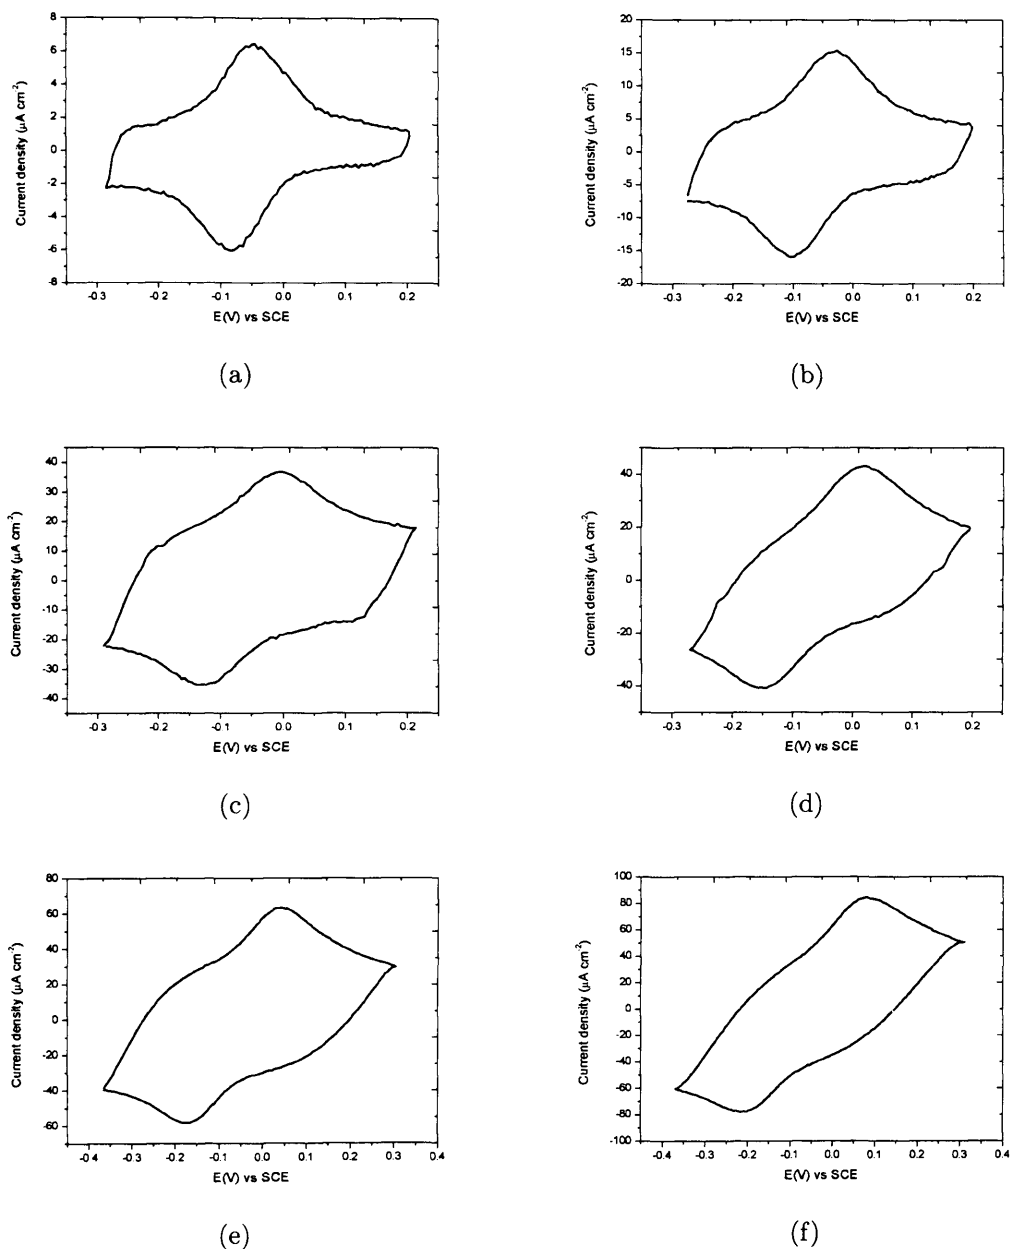 8
6
4
2
0
-2
-4
-6
-8
Current density (μA cm⁻²)
-0.3 -0.2 -0.1 0.0 0.1 0.2
E(V) vs SCE
(a)
20
15
10
5
0
-5
-10
-15
-20
Current density (μA cm⁻²)
-0.3 -0.2 -0.1 0.0 0.1 0.2
E(V) vs SCE
(b)
40
30
20
10
0
-10
-20
-30
-40
Current density (μA cm⁻²)
-0.3 -0.2 -0.1 0.0 0.1 0.2
E(V) vs SCE
(c)
40
20
0
-20
-40
Current density (μA cm⁻²)
-0.3 -0.2 -0.1 0.0 0.1 0.2
E(V) vs SCE
(d)
80
60
40
20
0
-20
-40
-60
Current density (μA cm⁻²)
-0.4 -0.3 -0.2 -0.1 0.0 0.1 0.2 0.3 0.4
E(V) vs SCE
(e)
100
80
60
40
20
0
-20
-40
-60
-80
-100
Current density (μA cm⁻²)
-0.4 -0.3 -0.2 -0.1 0.0 0.1 0.2 0.3 0.4
E(V) vs SCE
(f)